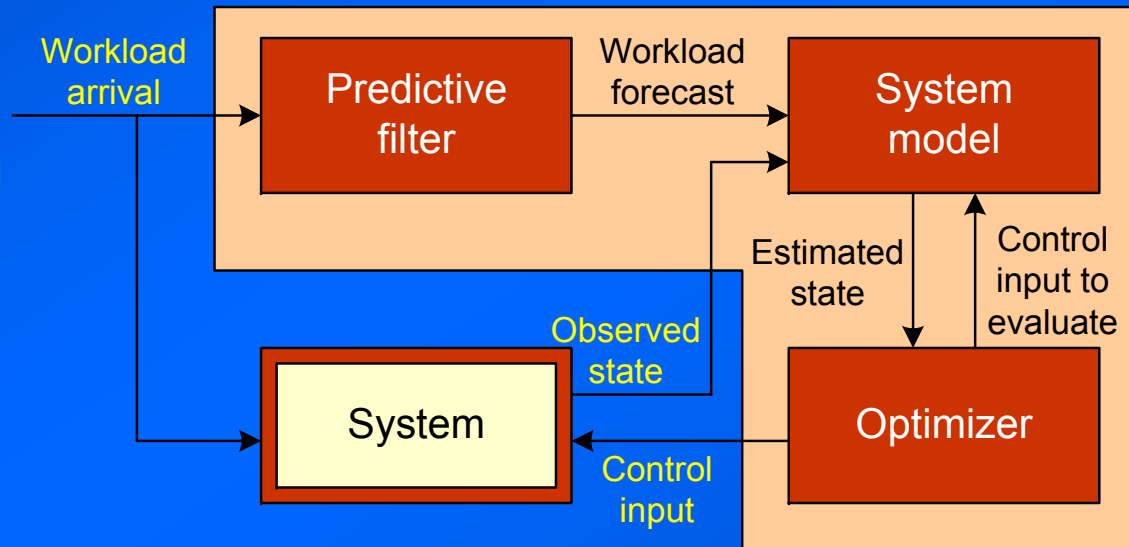 Workload
arrival
Predictive
filter
Workload
forecast
System
model
Estimated
state
Control
input to
evaluate
Observed
state
System
Control
input
Optimizer